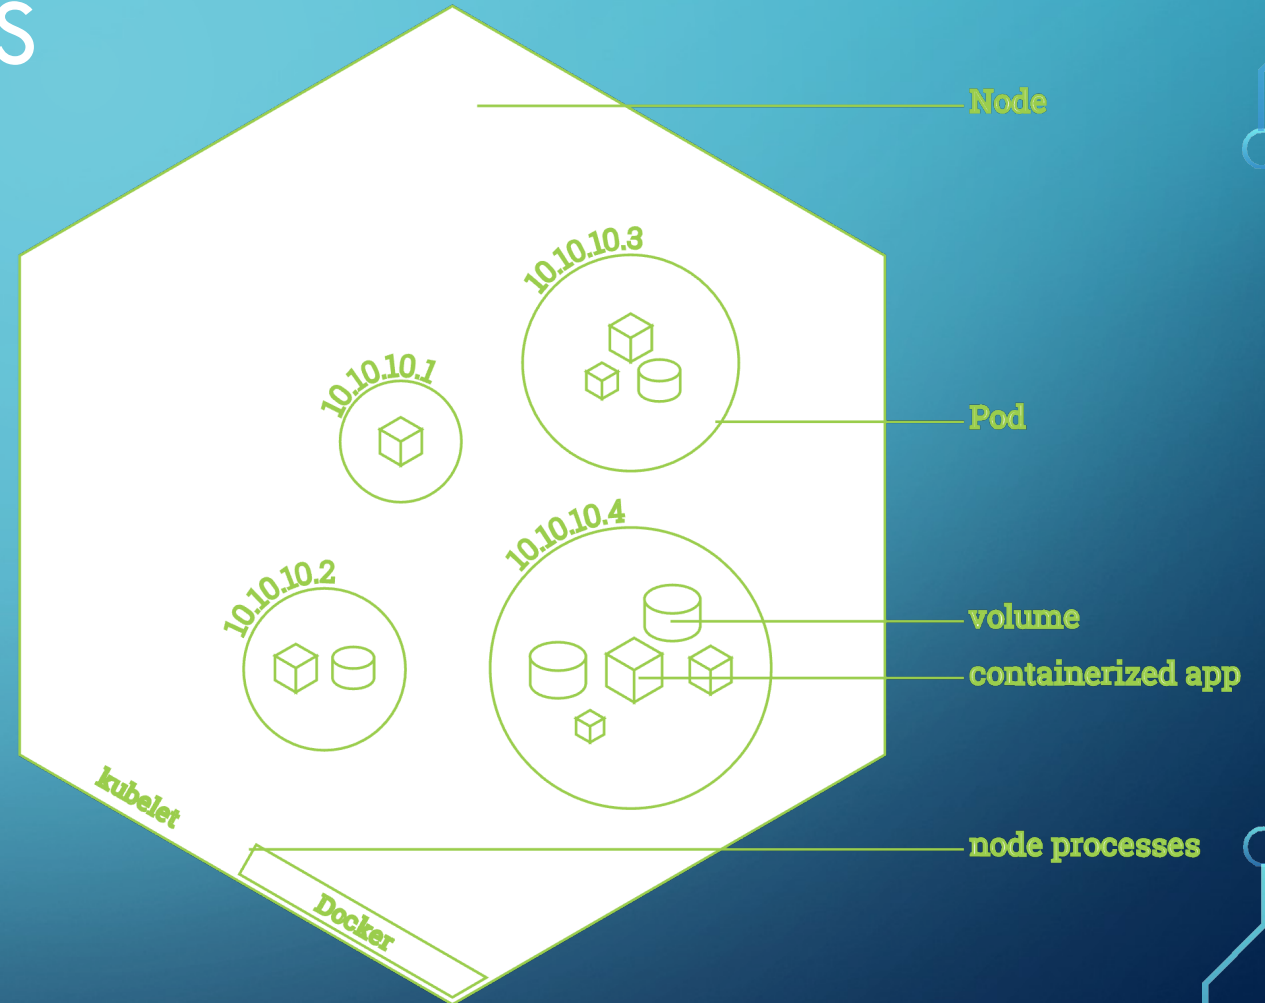 S
Node
10.10.10.3
10.10.10.1
Pod
10.10.10.4
10.10.10.2
volume
containerized app
kubelet
node processes
Docker